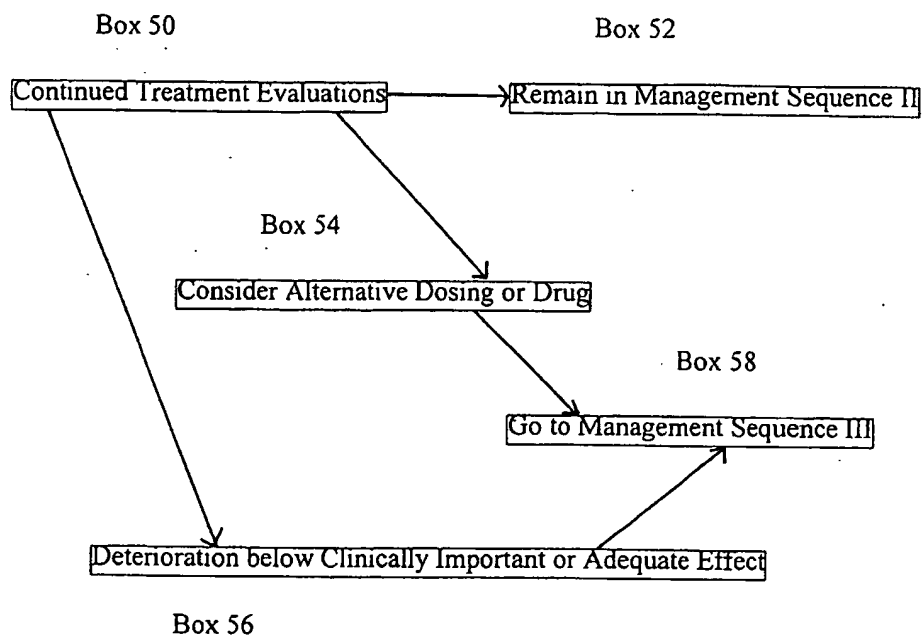 Box 50
Box 52
Continued Treatment Evaluations
Remain in Management Sequence II
Box 54
Consider Alternative Dosing or Drug
Box 58
Go to Management Sequence III
Deterioration below Clinically Important or Adequate Effect
Box 56